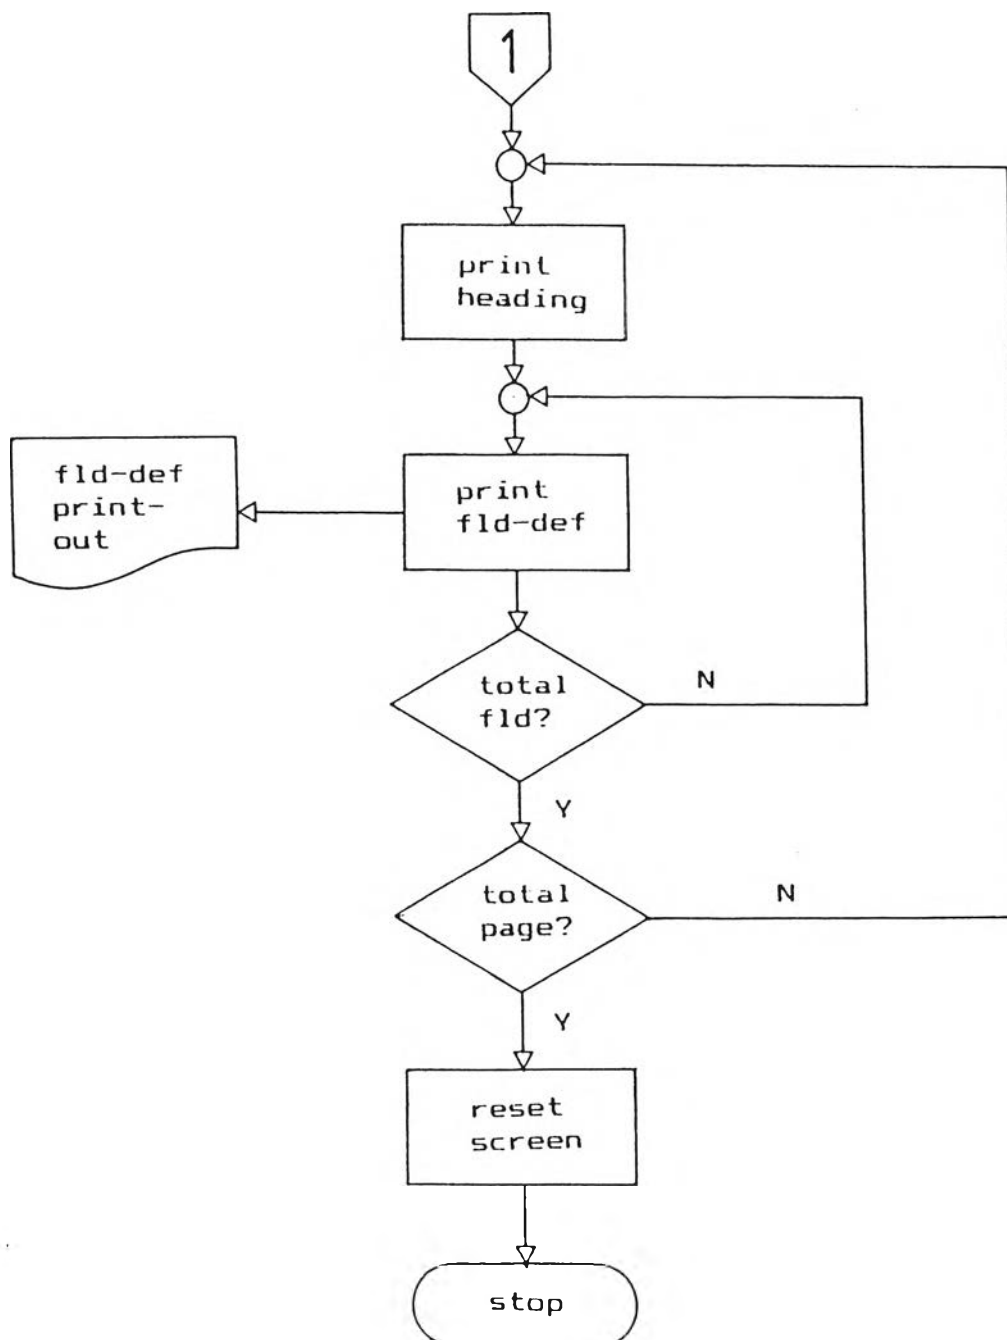 1
print
heading
fld-def
print-
out
print
fld-def
total
fld?
N
Y
total
page?
N
Y
reset
screen
stop